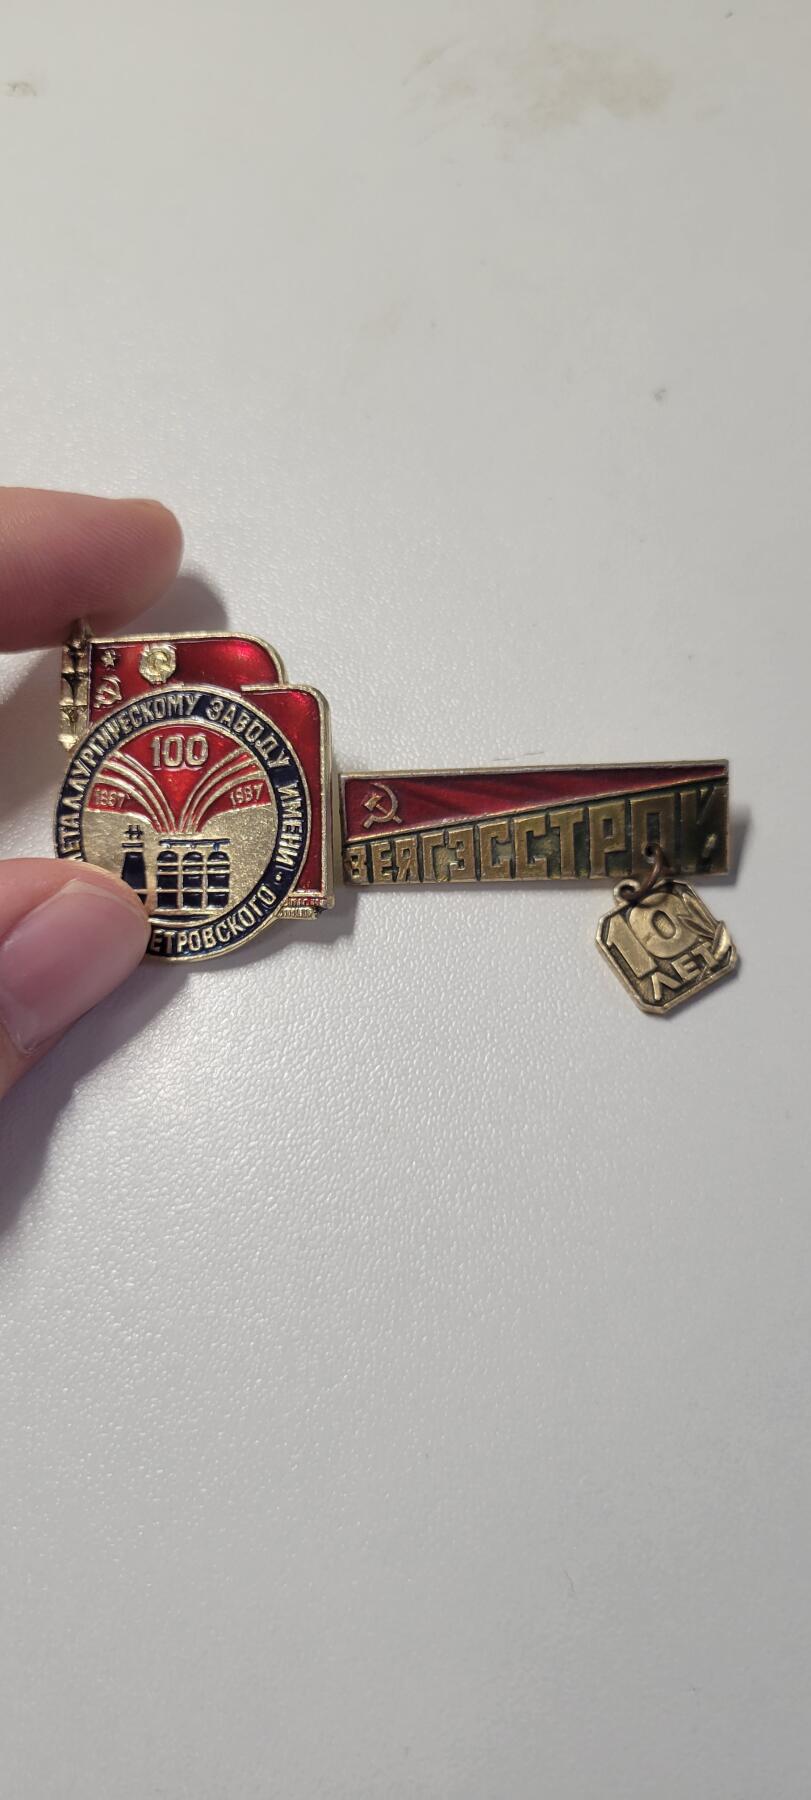 МЕТАЛЛУРГИЧЕСКОМУ ЗАВОДУ ИМЕНИ
ПЕТРОВСКОГО
100
1887 1987
ЗЕЯГЭССТРОЙ
10
ЛЕТ